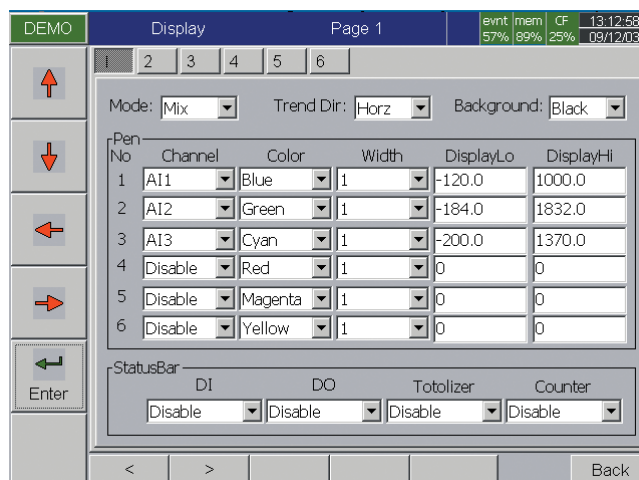 DEMO Display Page 1 evnt mem CF 13:12:58
57% 89% 25% 09/12/03
1 2 3 4 5 6
Mode: Mix Trend Dir: Horz Background: Black
Pen
No Channel Color Width DisplayLo DisplayHi
1 AI1 Blue 1 -120.0 1000.0
2 AI2 Green 1 -184.0 1832.0
3 AI3 Cyan 1 -200.0 1370.0
4 Disable Red 1 0 0
5 Disable Magenta 1 0 0
6 Disable Yellow 1 0 0
StatusBar
DI DO Totolizer Counter
Disable Disable Disable Disable
Enter
< > Back